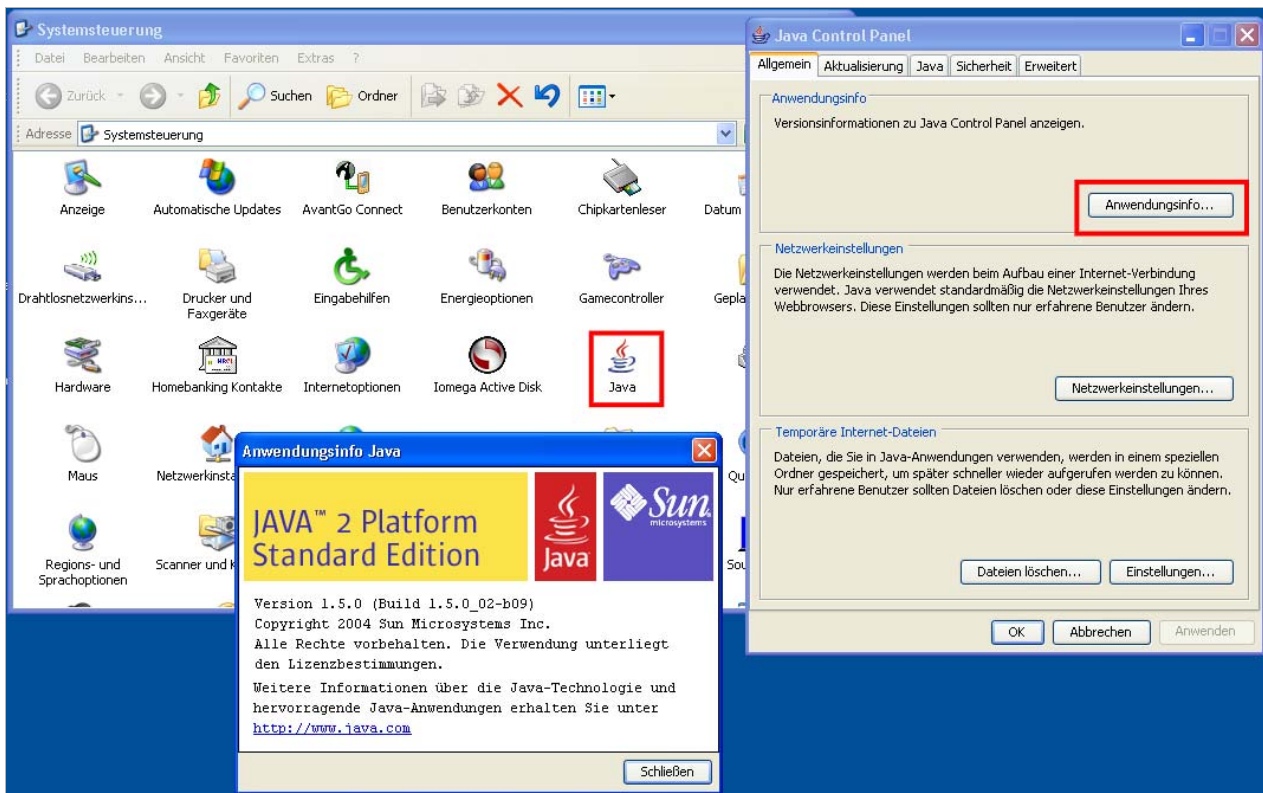 Systemsteuerung
Datei Bearbeiten Ansicht Favoriten Extras ?
Zurück Suchen Ordner
Adresse Systemsteuerung
Anzeige
Automatische Updates
AvantGo Connect
Benutzerkonten
Chipkartenleser
Datum
Drahtlosnetzwerkins...
Drucker und
Faxgeräte
Eingabehilfen
Energieoptionen
Gamecontroller
Gepla
Hardware
Homebanking Kontakte
Internetoptionen
Iomega Active Disk
Java
Maus
Netzwerkinsta
Qu
Regions- und
Sprachoptionen
Scanner und K
Sou
Anwendungsinfo Java
JAVA™ 2 Platform
Standard Edition
Java
Sun
microsystems
Version 1.5.0 (Build 1.5.0_02-b09)
Copyright 2004 Sun Microsystems Inc.
Alle Rechte vorbehalten. Die Verwendung unterliegt
den Lizenzbestimmungen.
Weitere Informationen über die Java-Technologie und
hervorragende Java-Anwendungen erhalten Sie unter
http://www.java.com
Schließen
Java Control Panel
Allgemein Aktualisierung Java Sicherheit Erweitert
Anwendungsinfo
Versionsinformationen zu Java Control Panel anzeigen.
Anwendungsinfo...
Netzwerkeinstellungen
Die Netzwerkeinstellungen werden beim Aufbau einer Internet-Verbindung
verwendet. Java verwendet standardmäßig die Netzwerkeinstellungen Ihres
Webbrowsers. Diese Einstellungen sollten nur erfahrene Benutzer ändern.
Netzwerkeinstellungen...
Temporäre Internet-Dateien
Dateien, die Sie in Java-Anwendungen verwenden, werden in einem speziellen
Ordner gespeichert, um später schneller wieder aufgerufen werden zu können.
Nur erfahrene Benutzer sollten Dateien löschen oder diese Einstellungen ändern.
Dateien löschen... Einstellungen...
OK Abbrechen Anwenden